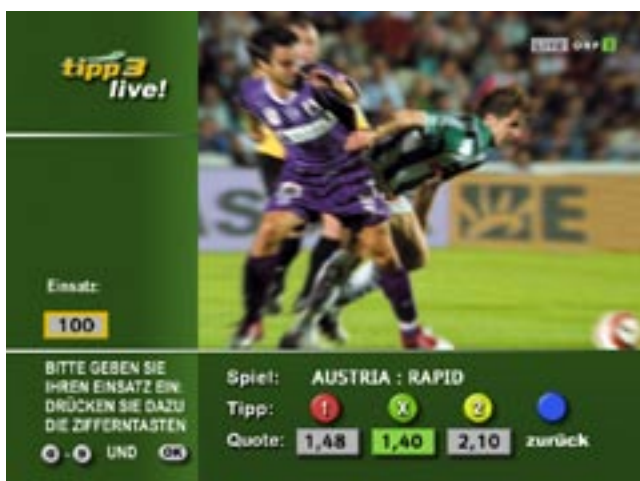 tipp3
live!
LIVE ORF 1
Einsatz:
100
BITTE GEBEN SIE
IHREN EINSATZ EIN:
DRÜCKEN SIE DAZU
DIE ZIFFERNTASTEN
0 - 9 UND OK
Spiel: AUSTRIA : RAPID
Tipp: 1 X 2
Quote: 1,48 1,40 2,10 zurück